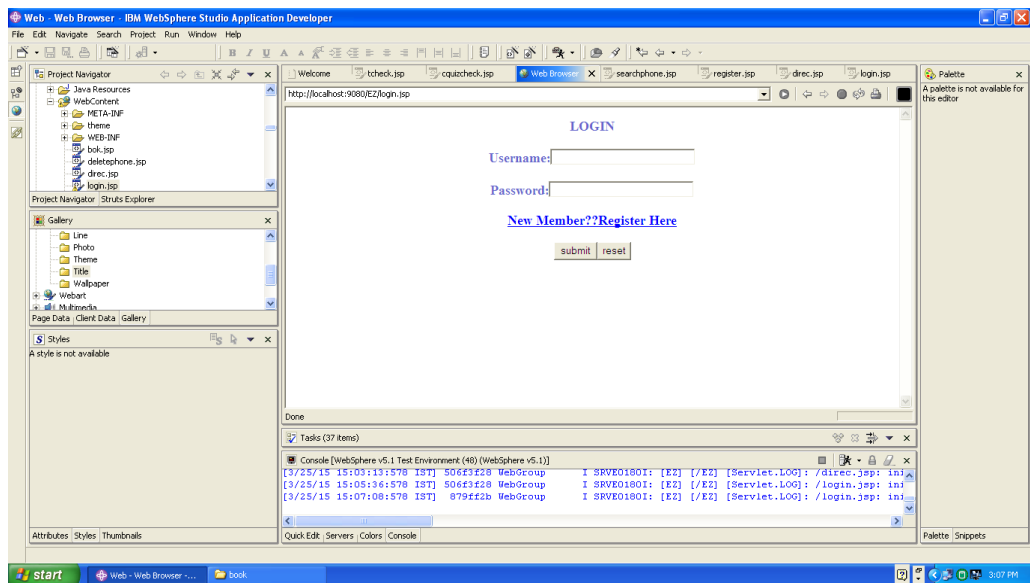 Web - Web Browser - IBM WebSphere Studio Application Developer
File Edit Navigate Search Project Run Window Help
Project Navigator
Java Resources
WebContent
META-INF
theme
WEB-INF
bok.jsp
deletephone.jsp
direc.jsp
login.jsp
Project Navigator Struts Explorer
Gallery
Line
Photo
Theme
Title
Wallpaper
Webart
Multimedia
Page Data Client Data Gallery
Styles
A style is not available
Attributes Styles Thumbnails
Welcome tcheck.jsp cquizcheck.jsp Web Browser searchphone.jsp register.jsp direc.jsp login.jsp
http://localhost:9080/EZ/login.jsp
LOGIN
Username:
Password:
New Member??Register Here
submit reset
Done
Tasks (37 items)
Console [WebSphere v5.1 Test Environment (48) (WebSphere v5.1)]
[3/25/15 15:03:13:578 IST] 506f3f28 WebGroup I SRVE0180I: [EZ] [/EZ] [Servlet.LOG]: /direc.jsp: ini
[3/25/15 15:05:36:578 IST] 506f3f28 WebGroup I SRVE0180I: [EZ] [/EZ] [Servlet.LOG]: /login.jsp: ini
[3/25/15 15:07:08:578 IST] 879ff2b WebGroup I SRVE0180I: [EZ] [/EZ] [Servlet.LOG]: /login.jsp: ini
Quick Edit Servers Colors Console
Palette
A palette is not available for
this editor
Palette Snippets
start Web - Web Browser -... book 3:07 PM